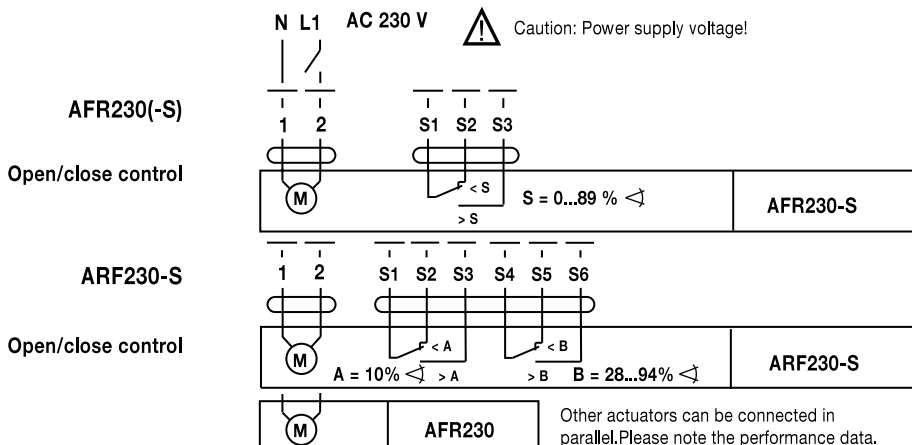 N L1 AC 230 V Caution: Power supply voltage!
AFR230(-S)
1 2 S1 S2 S3
Open/close control
M < S S = 0...89 % AFR230-S
> S
ARF230-S
1 2 S1 S2 S3 S4 S5 S6
Open/close control
M < A < B ARF230-S
A = 10% > A > B B = 28...94%
M AFR230
Other actuators can be connected in
parallel.Please note the performance data.